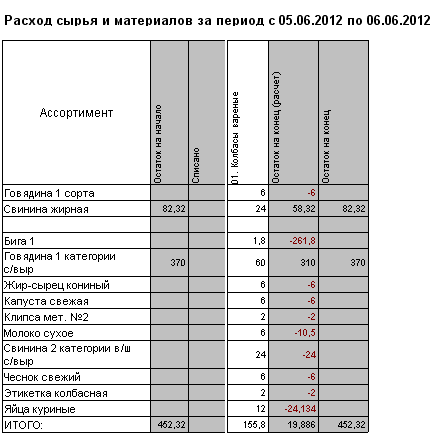 Расход сырья и материалов за период с 05.06.2012 по 06.06.2012
Ассортимент Остаток на начало Списано 01. Колбасы вареные Остаток на конец (расчет) Остаток на конец
Говядина 1 сорта 6 -6
Свинина жирная 82,32 24 58,32 82,32
Бига 1 1,8 -261,8
Говядина 1 категории
с/выр 370 60 310 370
Жир-сырец кониный 6 -6
Капуста свежая 6 -6
Клипса мет. №2 2 -2
Молоко сухое 6 -10,5
Свинина 2 категории в/ш
с/выр 24 -24
Чеснок свежий 6 -6
Этикетка колбасная 2 -2
Яйца куриные 12 -24,134
ИТОГО: 452,32 155,8 19,886 452,32